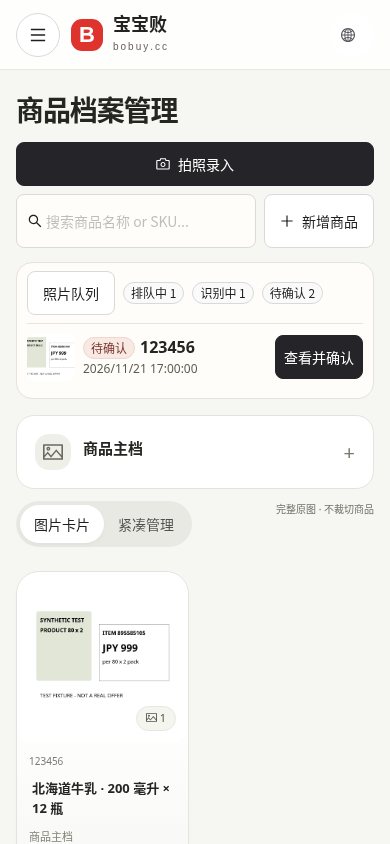 B
宝宝败
bobuy.cc
商品档案管理
拍照录入
搜索商品名称 or SKU...
新增商品
照片队列
排队中 1
识别中 1
待确认 2
待确认 123456
2026/11/21 17:00:00
查看并确认
商品主档
+
图片卡片
紧凑管理
完整原图 · 不裁切商品
SYNTHETIC TEST
PRODUCT 80 x 2
ITEM 895585105
JPY 999
per 80 x 2 pack
TEST FIXTURE - NOT A REAL OFFER
1
123456
北海道牛乳 · 200 毫升 ×
12 瓶
商品主档